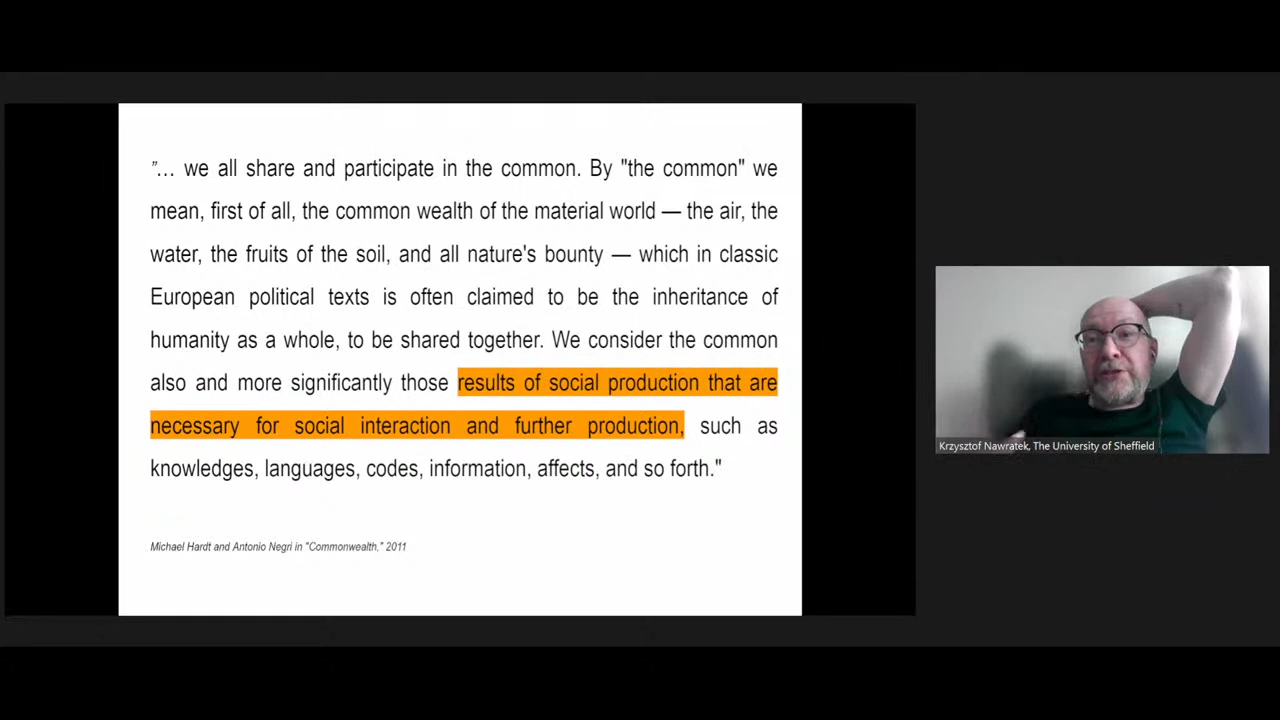 ”… we all share and participate in the common. By "the common" we
mean, first of all, the common wealth of the material world — the air, the
water, the fruits of the soil, and all nature's bounty — which in classic
European political texts is often claimed to be the inheritance of
humanity as a whole, to be shared together. We consider the common
also and more significantly those results of social production that are
necessary for social interaction and further production, such as
knowledges, languages, codes, information, affects, and so forth."
Michael Hardt and Antonio Negri in "Commonwealth," 2011
Krzysztof Nawratek, The University of Sheffield